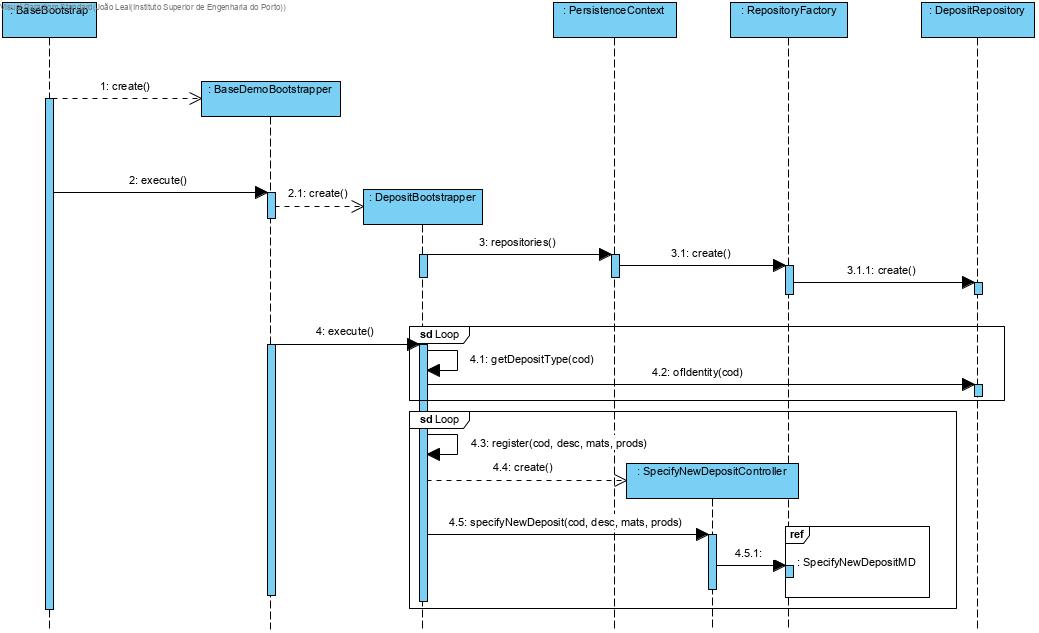 : BaseBootstrap
: PersistenceContext
: RepositoryFactory
: DepositRepository
1: create()
: BaseDemoBootstrapper
2: execute()
2.1: create()
: DepositBootstrapper
3: repositories()
3.1: create()
3.1.1: create()
4: execute()
sd Loop
4.1: getDepositType(cod)
4.2: ofIdentity(cod)
sd Loop
4.3: register(cod, desc, mats, prods)
4.4: create()
: SpecifyNewDepositController
4.5: specifyNewDeposit(cod, desc, mats, prods)
ref
4.5.1:
: SpecifyNewDepositMD
(João Leal(Instituto Superior de Engenharia do Porto))